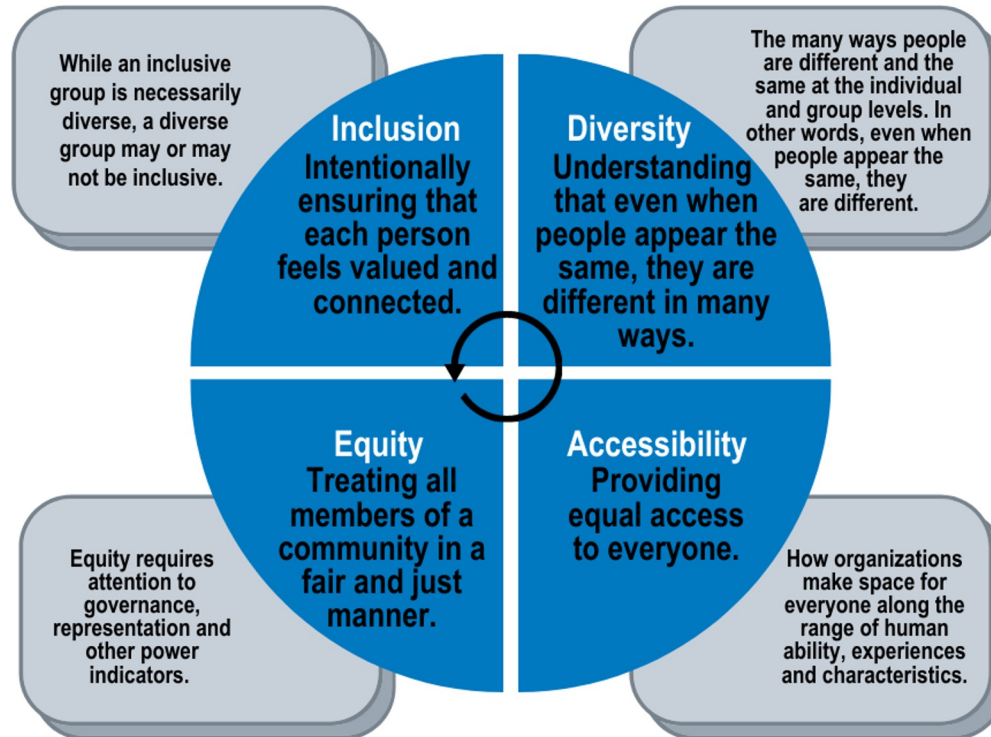 While an inclusive
group is necessarily
diverse, a diverse
group may or may
not be inclusive.
Inclusion
Intentionally
ensuring that
each person
feels valued and
connected.
Diversity
Understanding
that even when
people appear the
same, they are
different in many
ways.
The many ways people
are different and the
same at the individual
and group levels. In
other words, even when
people appear the
same, they
are different.
Equity requires
attention to
governance,
representation and
other power
indicators.
Equity
Treating all
members of a
community in a
fair and just
manner.
Accessibility
Providing
equal access
to everyone.
How organizations
make space for
everyone along the
range of human
ability, experiences
and characteristics.